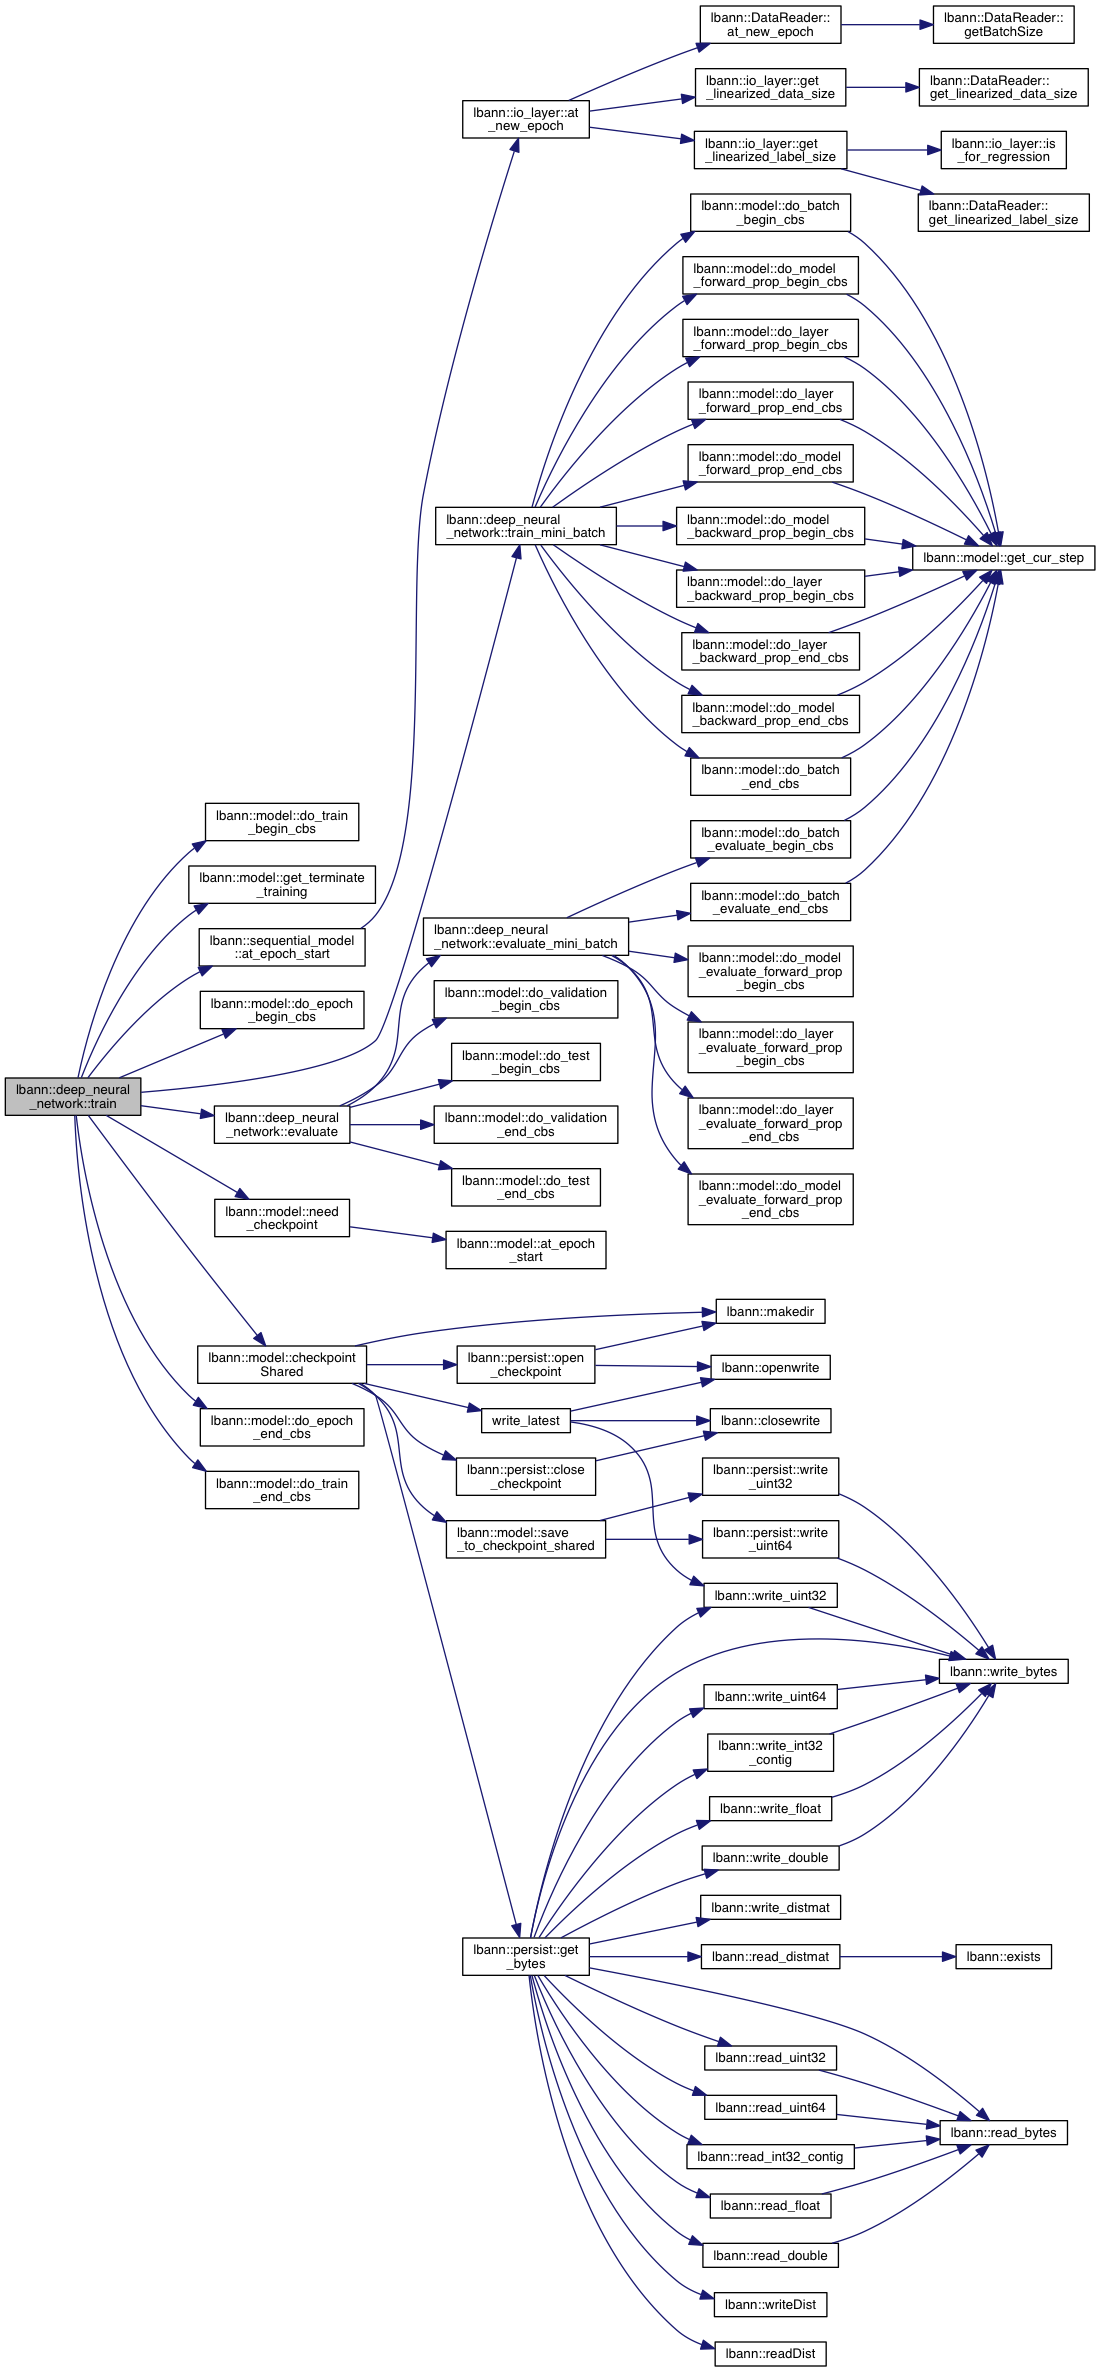 lbann::DataReader::
at_new_epoch
lbann::DataReader::
getBatchSize
lbann::io_layer::get
_linearized_data_size
lbann::DataReader::
get_linearized_data_size
lbann::io_layer::at
_new_epoch
lbann::io_layer::get
_linearized_label_size
lbann::io_layer::is
_for_regression
lbann::DataReader::
get_linearized_label_size
lbann::model::do_batch
_begin_cbs
lbann::model::do_model
_forward_prop_begin_cbs
lbann::model::do_layer
_forward_prop_begin_cbs
lbann::model::do_layer
_forward_prop_end_cbs
lbann::model::do_model
_forward_prop_end_cbs
lbann::deep_neural
_network::train_mini_batch
lbann::model::do_model
_backward_prop_begin_cbs
lbann::model::get_cur_step
lbann::model::do_layer
_backward_prop_begin_cbs
lbann::model::do_layer
_backward_prop_end_cbs
lbann::model::do_model
_backward_prop_end_cbs
lbann::model::do_batch
_end_cbs
lbann::model::do_train
_begin_cbs
lbann::model::do_batch
_evaluate_begin_cbs
lbann::model::get_terminate
_training
lbann::model::do_batch
_evaluate_end_cbs
lbann::sequential_model
::at_epoch_start
lbann::deep_neural
_network::evaluate_mini_batch
lbann::model::do_model
_evaluate_forward_prop
_begin_cbs
lbann::model::do_epoch
_begin_cbs
lbann::model::do_validation
_begin_cbs
lbann::model::do_layer
_evaluate_forward_prop
_begin_cbs
lbann::model::do_test
_begin_cbs
lbann::deep_neural
_network::train
lbann::deep_neural
_network::evaluate
lbann::model::do_validation
_end_cbs
lbann::model::do_layer
_evaluate_forward_prop
_end_cbs
lbann::model::do_test
_end_cbs
lbann::model::do_model
_evaluate_forward_prop
_end_cbs
lbann::model::need
_checkpoint
lbann::model::at_epoch
_start
lbann::makedir
lbann::model::checkpoint
Shared
lbann::persist::open
_checkpoint
lbann::openwrite
lbann::model::do_epoch
_end_cbs
write_latest
lbann::closewrite
lbann::persist::close
_checkpoint
lbann::persist::write
_uint32
lbann::model::do_train
_end_cbs
lbann::model::save
_to_checkpoint_shared
lbann::persist::write
_uint64
lbann::write_uint32
lbann::write_bytes
lbann::write_uint64
lbann::write_int32
_contig
lbann::write_float
lbann::write_double
lbann::write_distmat
lbann::persist::get
_bytes
lbann::read_distmat
lbann::exists
lbann::read_uint32
lbann::read_uint64
lbann::read_bytes
lbann::read_int32_contig
lbann::read_float
lbann::read_double
lbann::writeDist
lbann::readDist